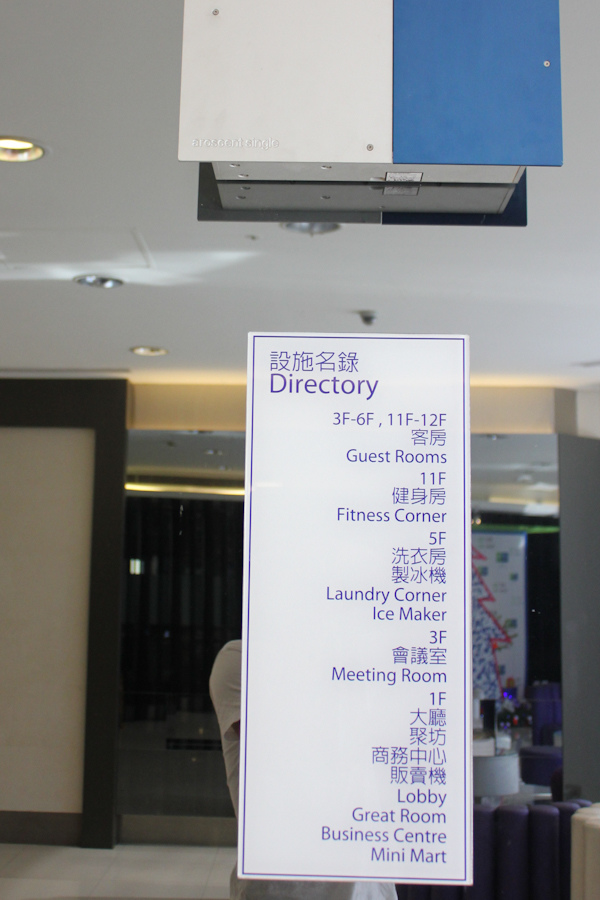 設施名錄
Directory
3F-6F , 11F-12F
客房
Guest Rooms
11F
健身房
Fitness Corner
5F
洗衣房
製冰機
Laundry Corner
Ice Maker
3F
會議室
Meeting Room
1F
大廳
聚坊
商務中心
販賣機
Lobby
Great Room
Business Centre
Mini Mart